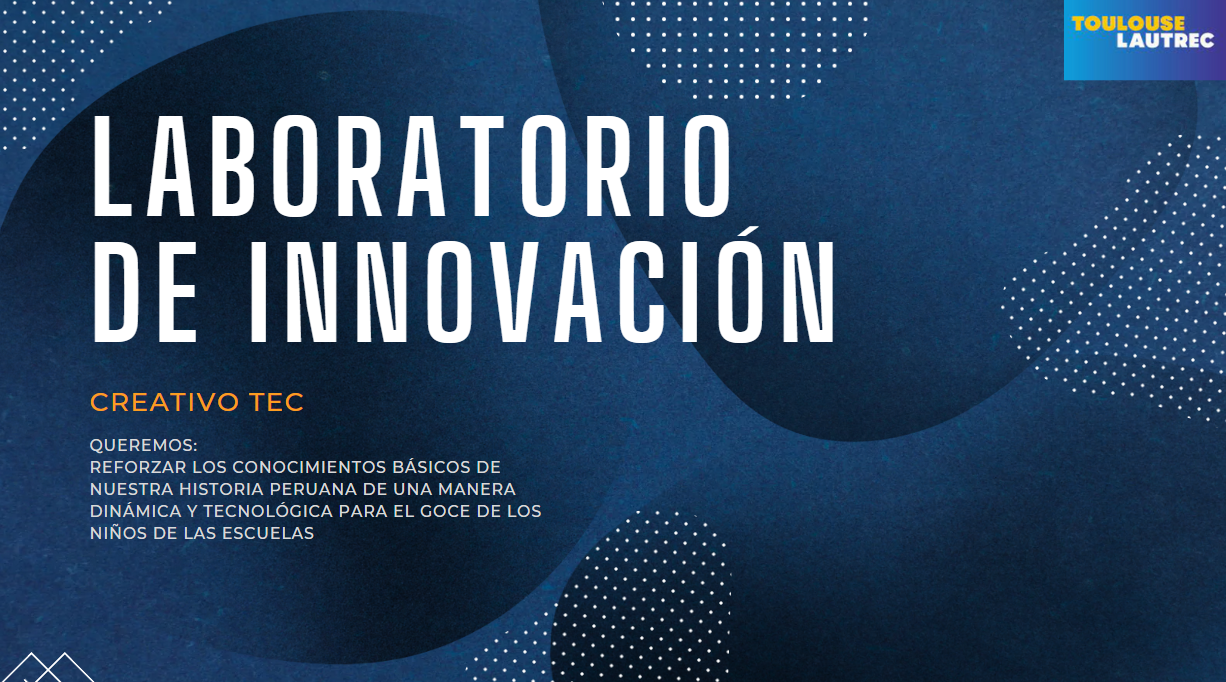 TOULOUSE
LAUTREC
LABORATORIO
DE INNOVACIÓN
CREATIVO TEC
QUEREMOS:
REFORZAR LOS CONOCIMIENTOS BÁSICOS DE
NUESTRA HISTORIA PERUANA DE UNA MANERA
DINÁMICA Y TECNOLÓGICA PARA EL GOCE DE LOS
NIÑOS DE LAS ESCUELAS